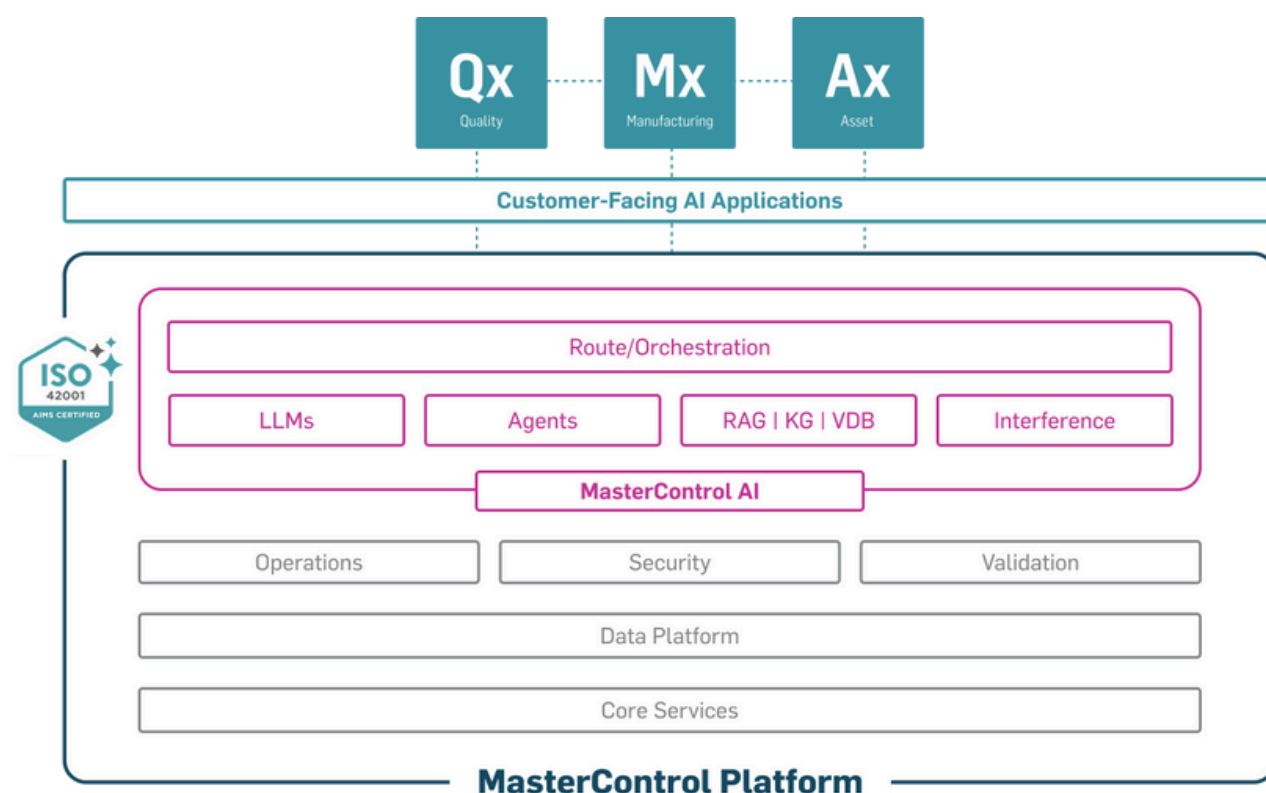 Qx
Quality
Mx
Manufacturing
Ax
Asset
Customer-Facing AI Applications
ISO
42001
AIMS CERTIFIED
Route/Orchestration
LLMs
Agents
RAG | KG | VDB
Interference
MasterControl AI
Operations
Security
Validation
Data Platform
Core Services
MasterControl Platform